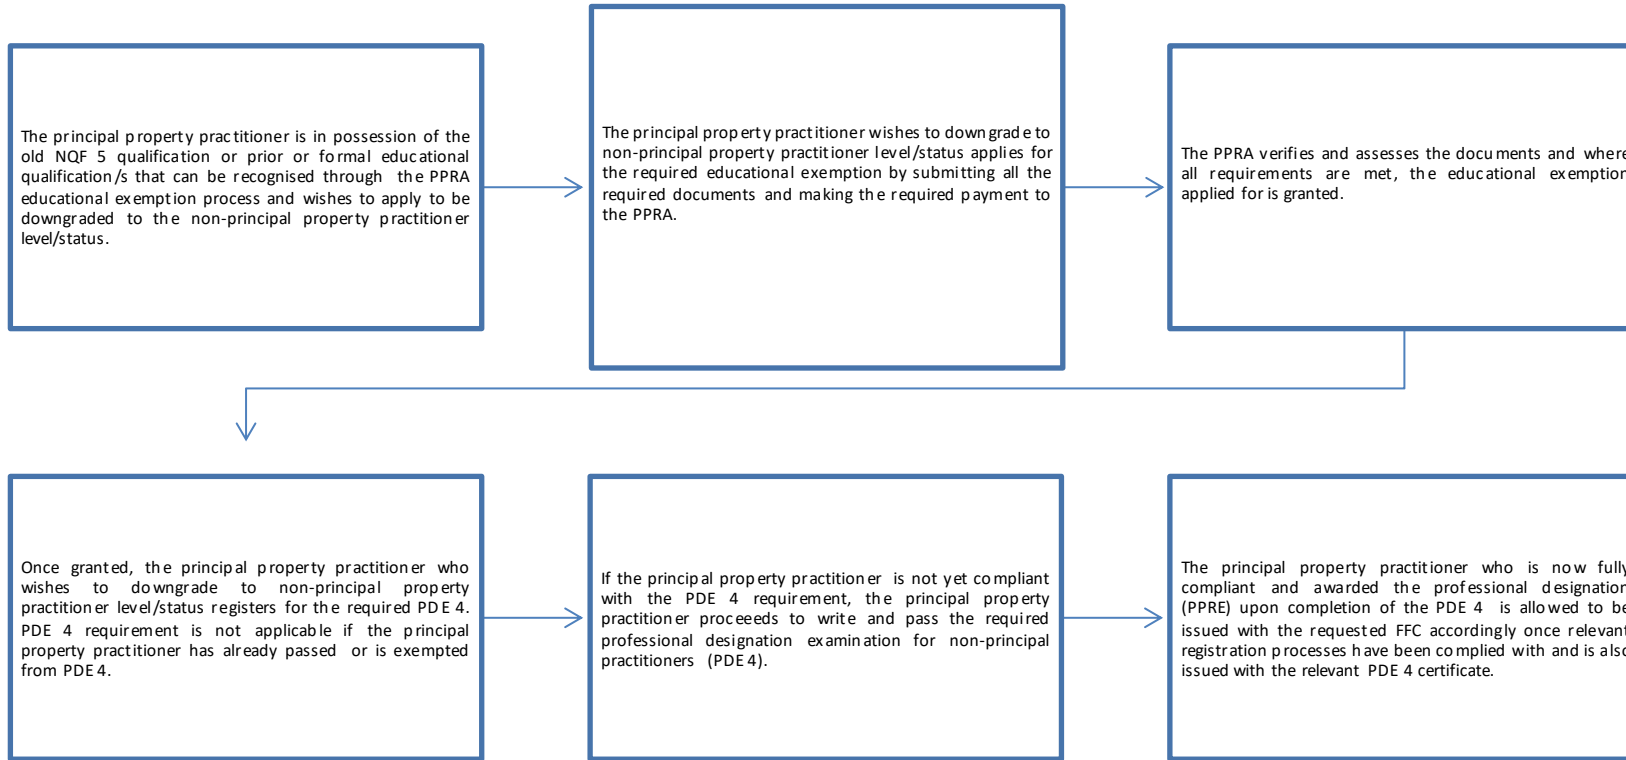 The principal property practitioner is in possession of the
old NQF 5 qualification or prior or formal educational
qualification/s that can be recognised through the PPRA
educational exemption process and wishes to apply to be
downgraded to the non-principal property practitioner
level/status.
The principal property practitioner wishes to downgrade to
non-principal property practitioner level/status applies for
the required educational exemption by submitting all the
required documents and making the required payment to
the PPRA.
The PPRA verifies and assesses the documents and where
all requirements are met, the educational exemption
applied for is granted.
Once granted, the principal property practitioner who
wishes to downgrade to non-principal property
practitioner level/status registers for the required PDE 4.
PDE 4 requirement is not applicable if the principal
property practitioner has already passed or is exempted
from PDE 4.
If the principal property practitioner is not yet compliant
with the PDE 4 requirement, the principal property
practitioner proceeeds to write and pass the required
professional designation examination for non-principal
practitioners (PDE 4).
The principal property practitioner who is now fully
compliant and awarded the professional designation
(PPRE) upon completion of the PDE 4 is allowed to be
issued with the requested FFC accordingly once relevant
registration processes have been complied with and is also
issued with the relevant PDE 4 certificate.